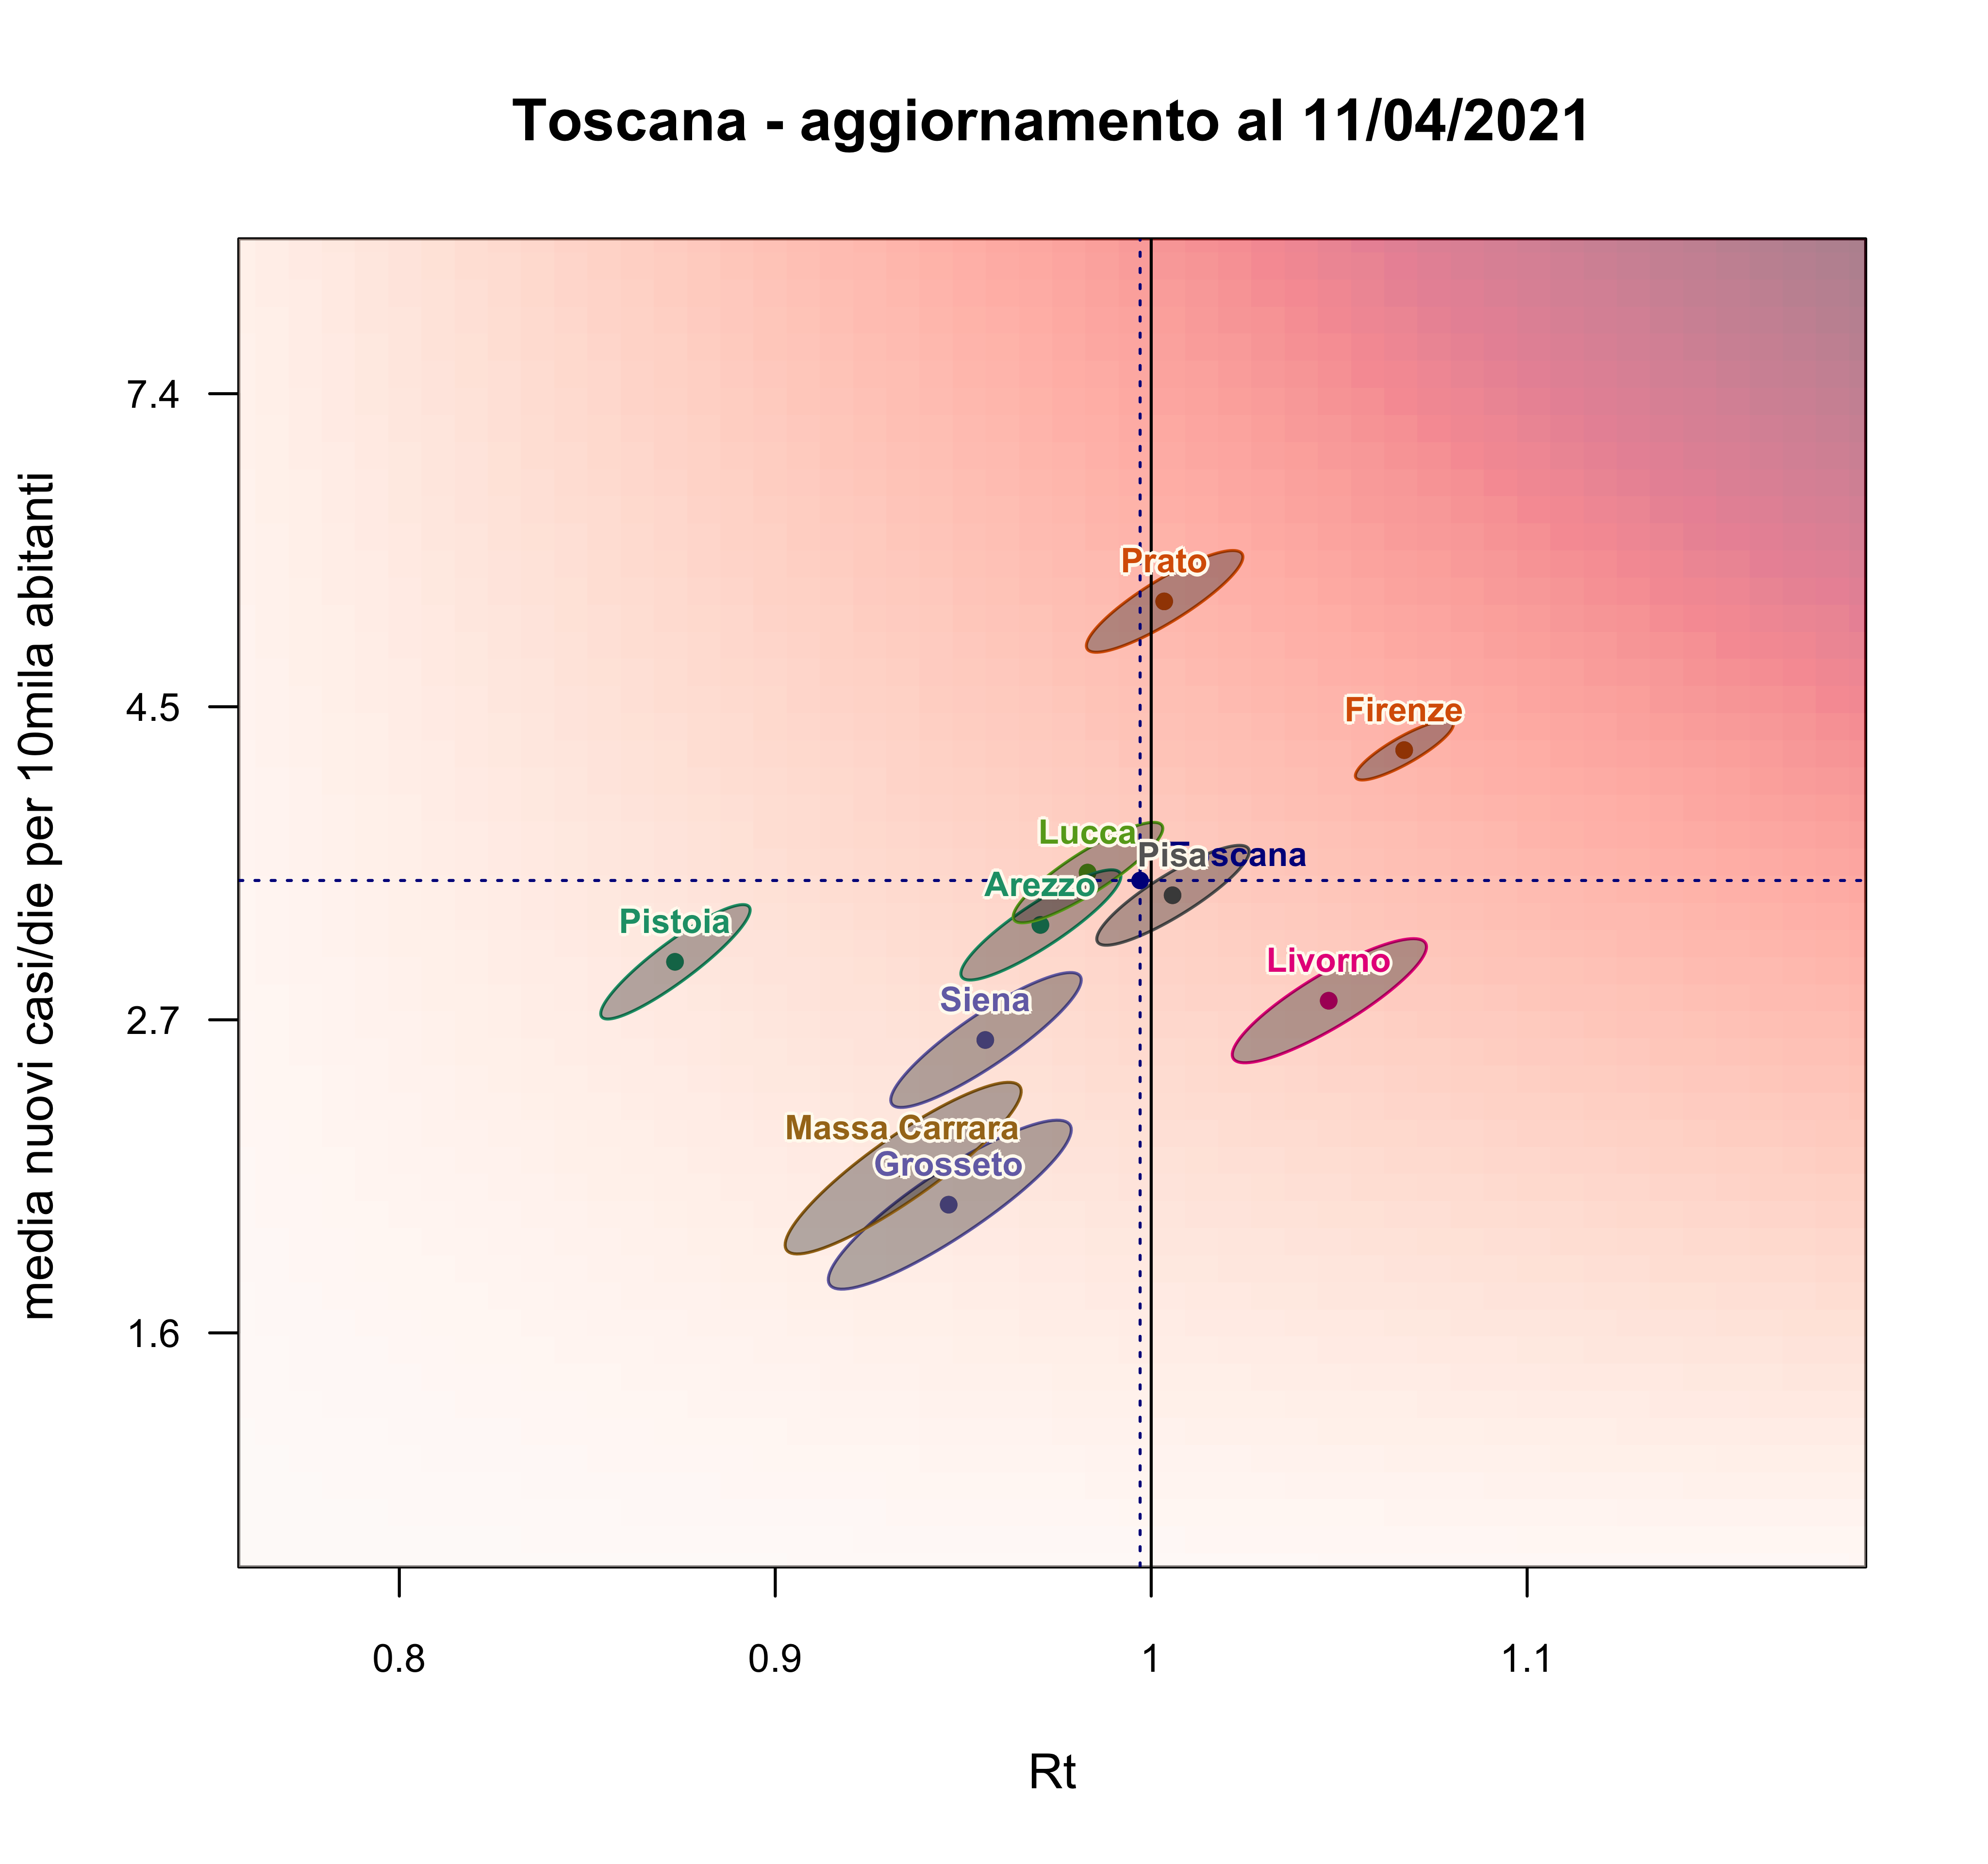 Toscana - aggiornamento al 11/04/2021
media nuovi casi/die per 10mila abitanti
7.4
4.5
2.7
1.6
Prato
Firenze
Lucca
Toscana
Pisa
Arezzo
Pistoia
Livorno
Siena
Massa Carrara
Grosseto
0.8
0.9
1
1.1
Rt